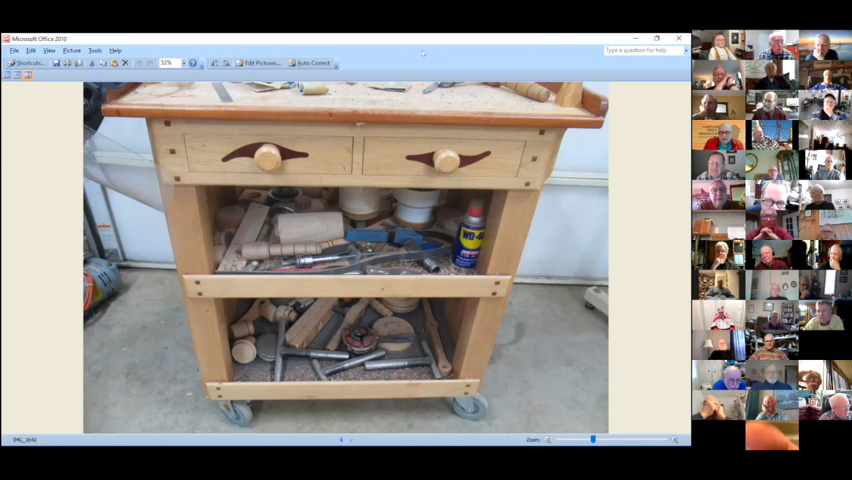 Microsoft Office 2010
File Edit View Picture Tools Help
Type a question for help
Shortcuts...
53%
Edit Pictures...
Auto Correct
WD-40
IMG_1642
Zoom: